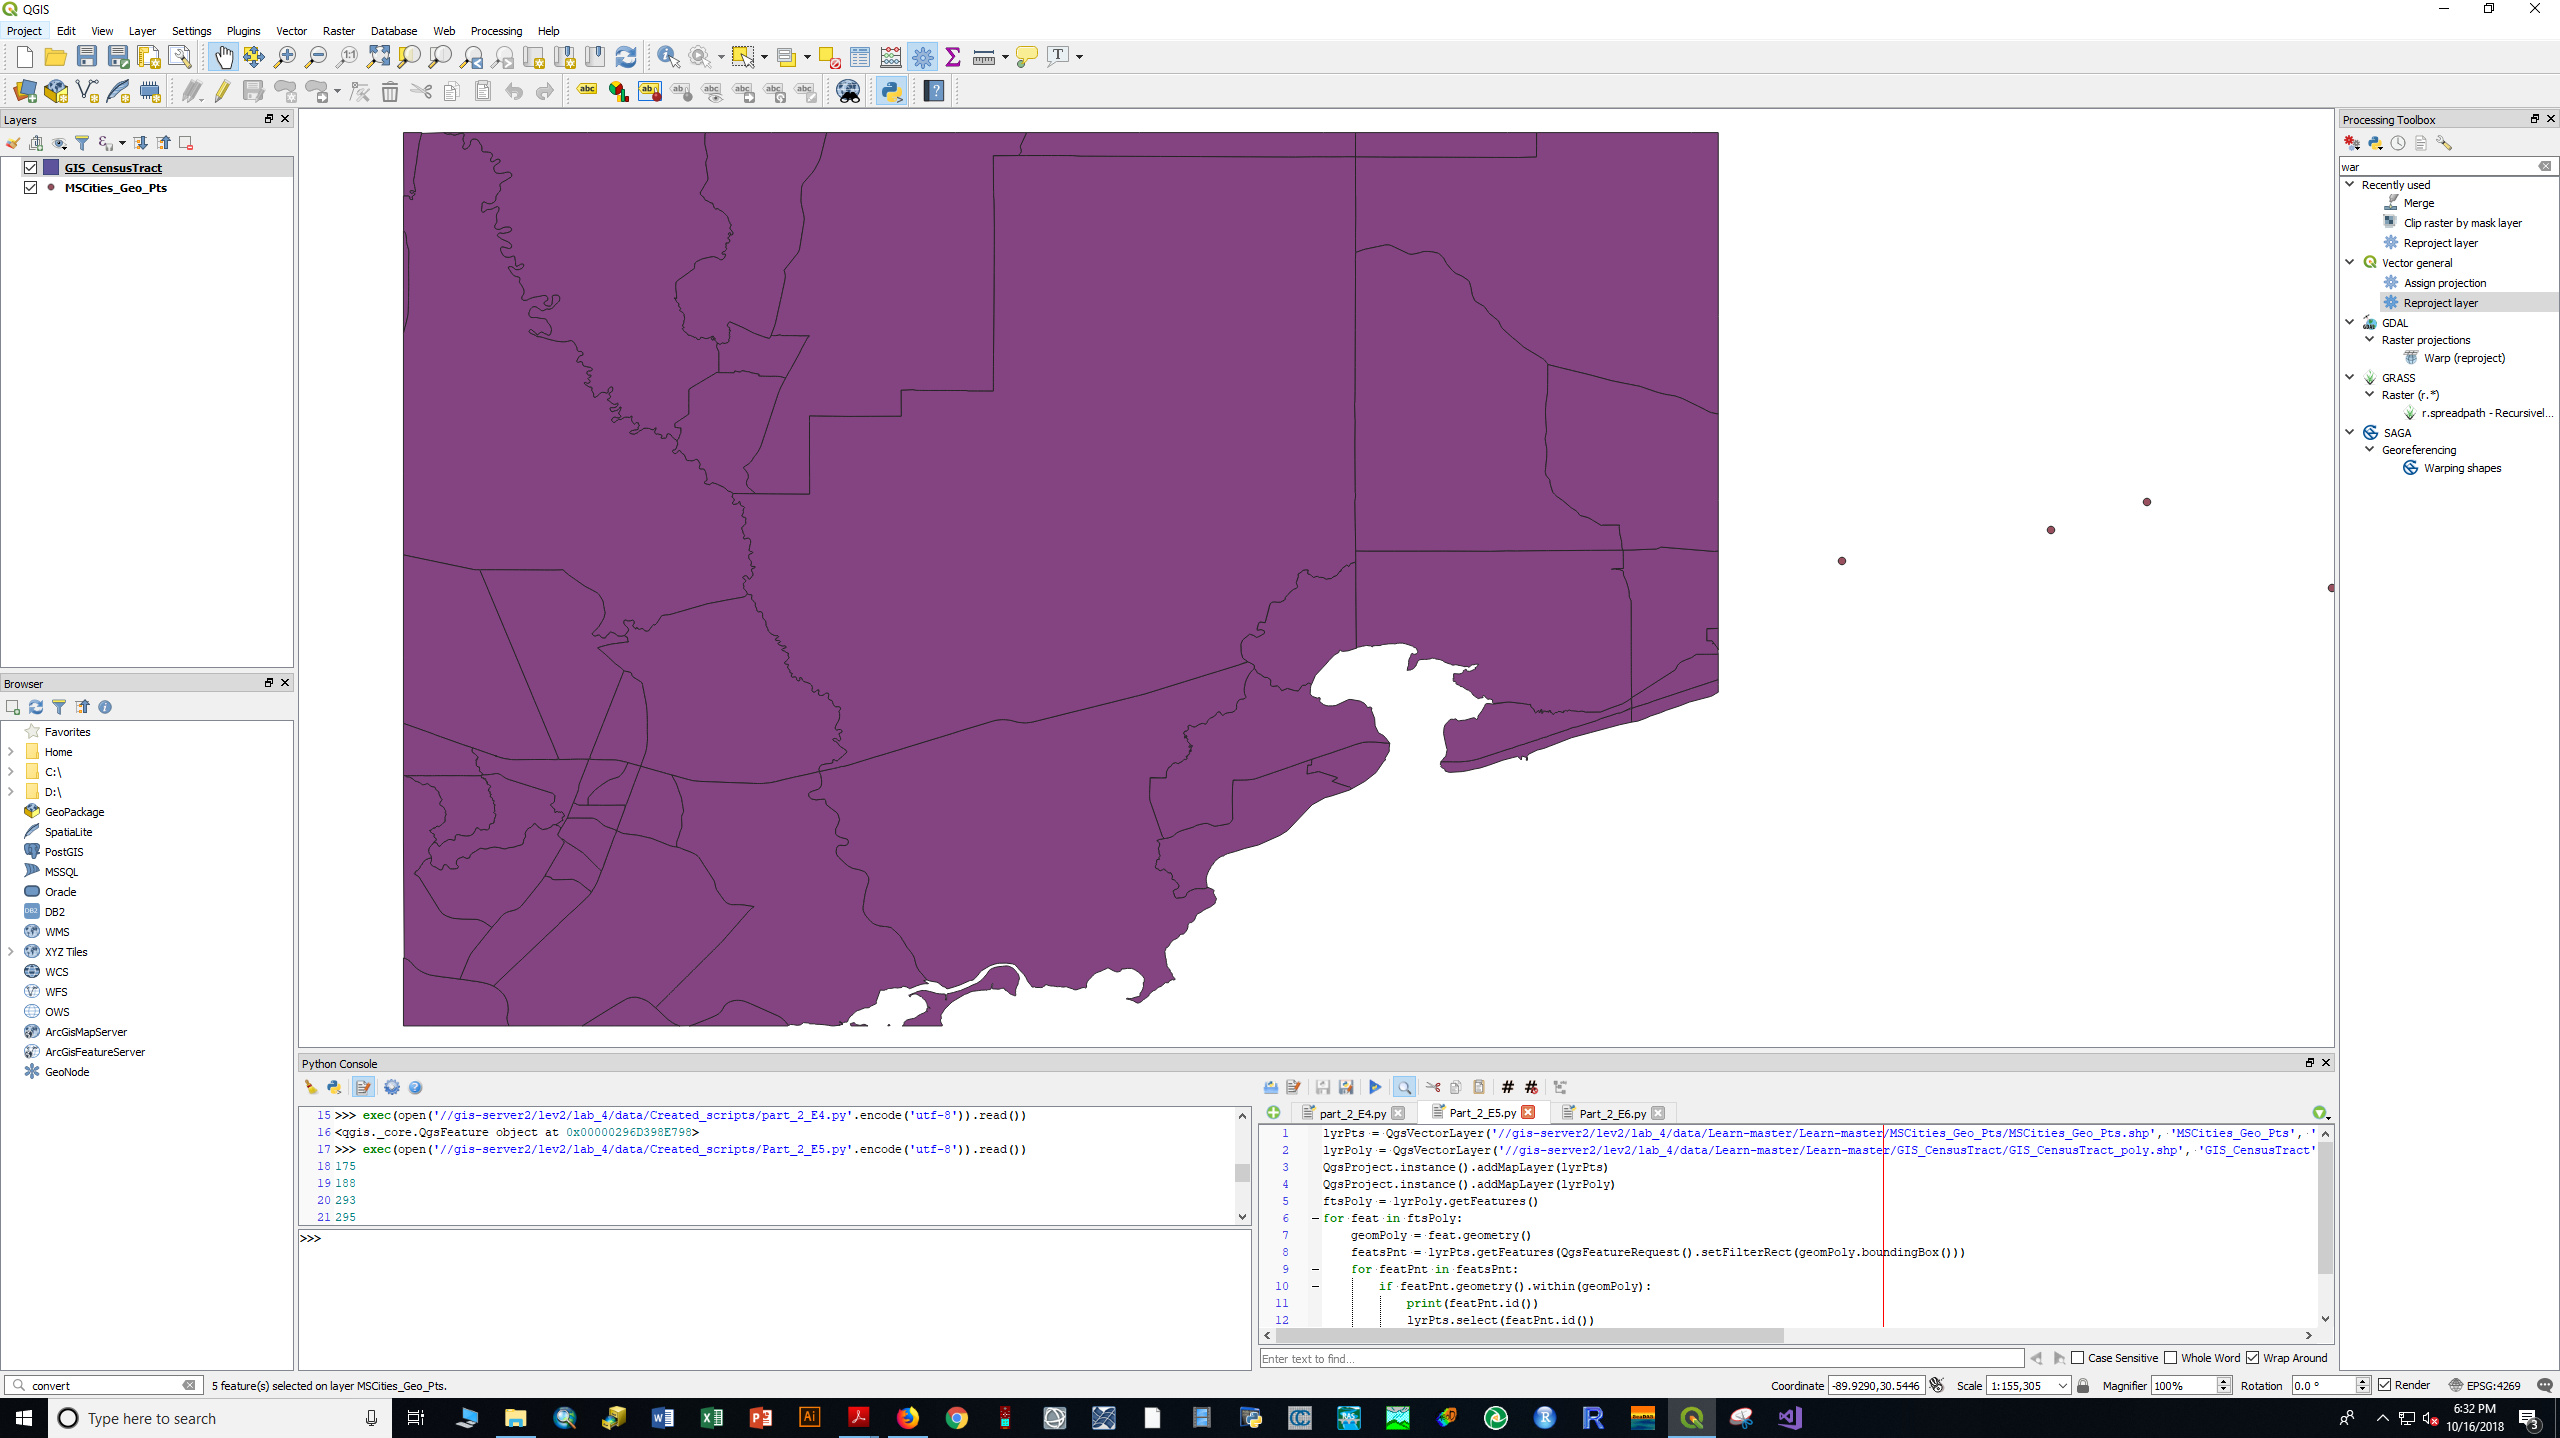 QGIS
Project Edit View Layer Settings Plugins Vector Raster Database Web Processing Help
Layers
GIS_CensusTract
MSCities_Geo_Pts
Browser
Favorites
Home
C:\
D:\
GeoPackage
SpatiaLite
PostGIS
MSSQL
Oracle
DB2
WMS
XYZ Tiles
WCS
WFS
OWS
ArcGisMapServer
ArcGisFeatureServer
GeoNode
Processing Toolbox
war
Recently used
Merge
Clip raster by mask layer
Reproject layer
Vector general
Assign projection
Reproject layer
GDAL
Raster projections
Warp (reproject)
GRASS
Raster (r.*)
r.spreadpath - Recursivel...
SAGA
Georeferencing
Warping shapes
Python Console
15 >>> exec(open('//gis-server2/lev2/lab_4/data/Created_scripts/part_2_E4.py'.encode('utf-8')).read())
16 <qgis._core.QgsFeature object at 0x00000296D398E798>
17 >>> exec(open('//gis-server2/lev2/lab_4/data/Created_scripts/Part_2_E5.py'.encode('utf-8')).read())
18 175
19 188
20 293
21 295
>>>
part_2_E4.py Part_2_E5.py Part_2_E6.py
1 lyrPts = QgsVectorLayer('//gis-server2/lev2/lab_4/data/Learn-master/Learn-master/MSCities_Geo_Pts/MSCities_Geo_Pts.shp', 'MSCities_Geo_Pts', '
2 lyrPoly = QgsVectorLayer('//gis-server2/lev2/lab_4/data/Learn-master/Learn-master/GIS_CensusTract/GIS_CensusTract_poly.shp', 'GIS_CensusTract'
3 QgsProject.instance().addMapLayer(lyrPts)
4 QgsProject.instance().addMapLayer(lyrPoly)
5 ftsPoly = lyrPoly.getFeatures()
6 for feat in ftsPoly:
7 geomPoly = feat.geometry()
8 featsPnt = lyrPts.getFeatures(QgsFeatureRequest().setFilterRect(geomPoly.boundingBox()))
9 for featPnt in featsPnt:
10 if featPnt.geometry().within(geomPoly):
11 print(featPnt.id())
12 lyrPts.select(featPnt.id())
Enter text to find... Case Sensitive Whole Word Wrap Around
convert 5 feature(s) selected on layer MSCities_Geo_Pts. Coordinate -89.9290,30.5446 Scale 1:155,305 Magnifier 100% Rotation 0.0 ° Render EPSG:4269
Type here to search
6:32 PM
10/16/2018